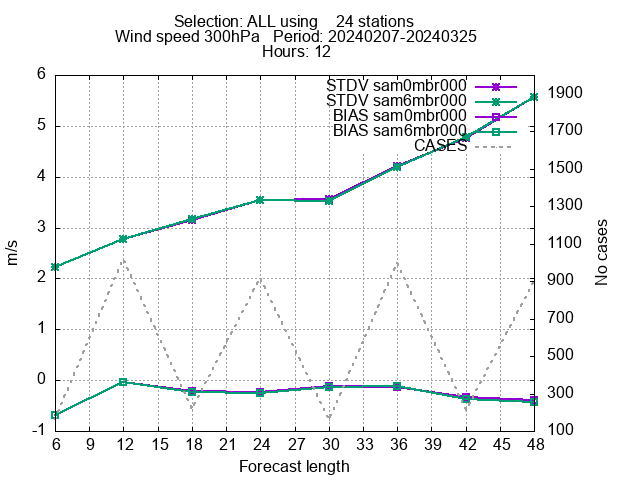 Selection: ALL using    24 stations
Wind speed 300hPa   Period: 20240207-20240325
Hours: 12
STDV sam0mbr000
STDV sam6mbr000
BIAS sam0mbr000
BIAS sam6mbr000
CASES
6
5
4
3
2
1
0
-1
m/s
1900
1700
1500
1300
1100
900
700
500
300
100
No cases
6 9 12 15 18 21 24 27 30 33 36 39 42 45 48
Forecast length